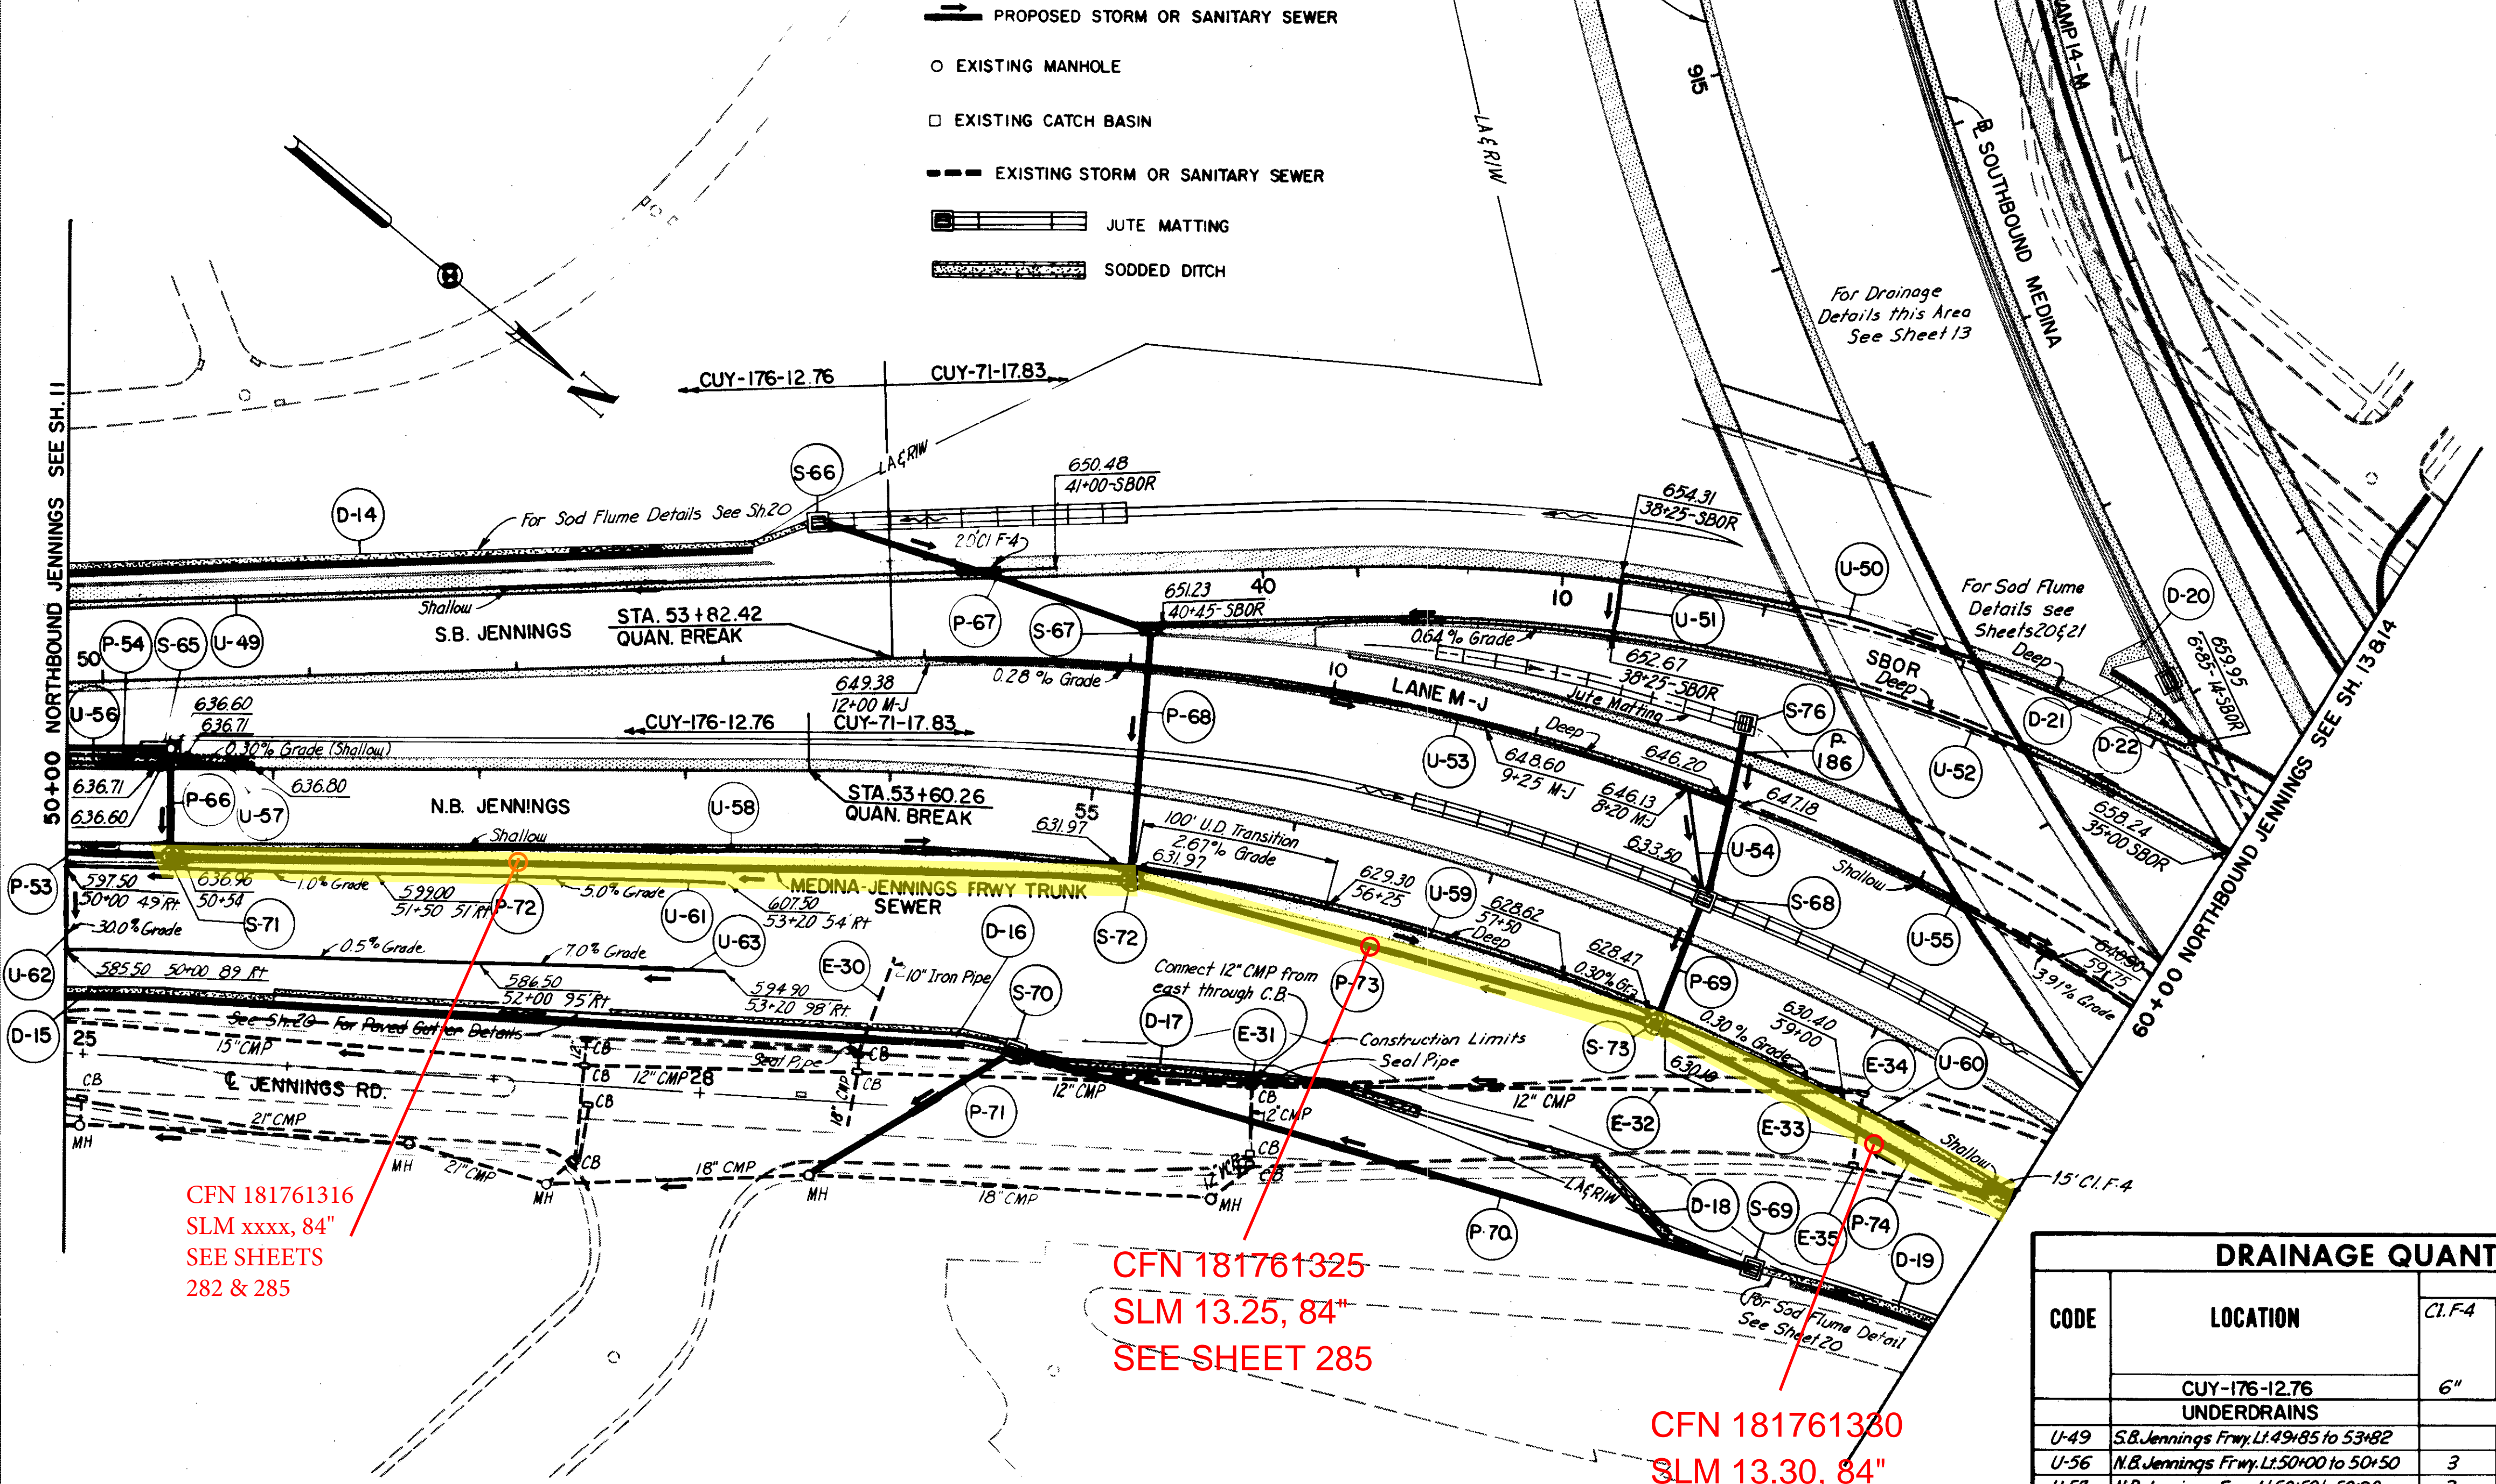 PROPOSED STORM OR SANITARY SEWER
EXISTING MANHOLE
EXISTING CATCH BASIN
EXISTING STORM OR SANITARY SEWER
JUTE MATTING
SODDED DITCH
LA & R/W
915
RAMP 14-M
B SOUTHBOUND MEDINA
For Drainage
Details this Area
See Sheet 13
N
50+00 NORTHBOUND JENNINGS SEE SH. 11
CUY-176-12.76
CUY-71-17.83
S-66
LA & R/W
650.48
41+00-SBOR
654.31
38+25-SBOR
D-14
For Sod Flume Details See Sh.20
20' Cl F-4
Shallow
S.B. JENNINGS
STA. 53+82.42
QUAN. BREAK
P-67
S-67
651.23
40+45-SBOR
40
10
0.64% Grade
U-51
U-50
For Sod Flume
Details see
Sheets 20 & 21
Deep
D-20
659.95
6+85-14-SBOR
50
P-54
S-65
U-49
U-56
636.60
636.71
0.30% Grade (Shallow)
649.38
12+00 M-J
0.28% Grade
10
LANE M-J
652.67
38+25-SBOR
Jute Matting
SBOR
Deep
S-76
P-186
D-21
D-22
U-52
CUY-176-12.76
CUY-71-17.83
P-68
U-53
Deep
648.60
9+25 M-J
646.20
646.13
8+20 M-J
647.18
658.24
35+00 SBOR
636.71
636.60
P-66
U-57
636.80
N.B. JENNINGS
U-58
STA.53+60.26
QUAN. BREAK
55
631.97
100' U.D. Transition
2.67% Grade
631.97
633.50
U-54
Shallow
Shallow
P-53
597.50
50+00 49' Rt
636.96
50+54
1.0% Grade
599.00
51+50 51' Rt
P-72
5.0% Grade
U-61
MEDINA-JENNINGS FRWY TRUNK
SEWER
607.50
53+20 54' Rt
629.30
56+25
U-59
628.62
57+50
Deep
S-68
U-55
640.90
59+75
3.91% Grade
60+00 NORTHBOUND JENNINGS SEE SH. 13 & 14
30.0% Grade
S-71
0.5% Grade
7.0% Grade
U-63
D-16
S-72
E-30
10" Iron Pipe
628.47
0.30% Gr.
P-69
U-62
585.50 50+00 89' Rt
586.50
52+00 95' Rt
594.90
53+20 98' Rt
S-70
Connect 12" CMP from
east through C.B.
P-73
630.40
59+00
0.30% Grade
D-15
25
See Sh.20 For Paved Gutter Details
15" CMP
12"
CB
Seal Pipe
CB
D-17
E-31
Construction Limits
Seal Pipe
S-73
630.18
E-34
U-60
CB
℄ JENNINGS RD.
CB
12" CMP
28
CB
12" CMP
12" CMP
CB
CB
18" CMP
P-71
12" CMP
E-32
E-33
Shallow
21" CMP
MH
MH
21" CMP
CB
MH
18" CMP
MH
18" CMP
CB
CB
MH
LA & R/W
15' Cl. F-4
D-18
S-69
E-35
P-74
D-19
P-70
CFN 181761316
SLM xxxx, 84"
SEE SHEETS
282 & 285
CFN 181761325
SLM 13.25, 84"
SEE SHEET 285
For Sod Flume Detail
See Sheet 20
CFN 181761330
SLM 13.30, 84"
DRAINAGE QUANT
CODE
LOCATION
Cl. F-4
CUY-176-12.76
6"
UNDERDRAINS
U-49 S.B. Jennings Frwy. Lt. 49+85 to 53+82
U-56 N.B. Jennings Frwy. Lt. 50+00 to 50+50 3